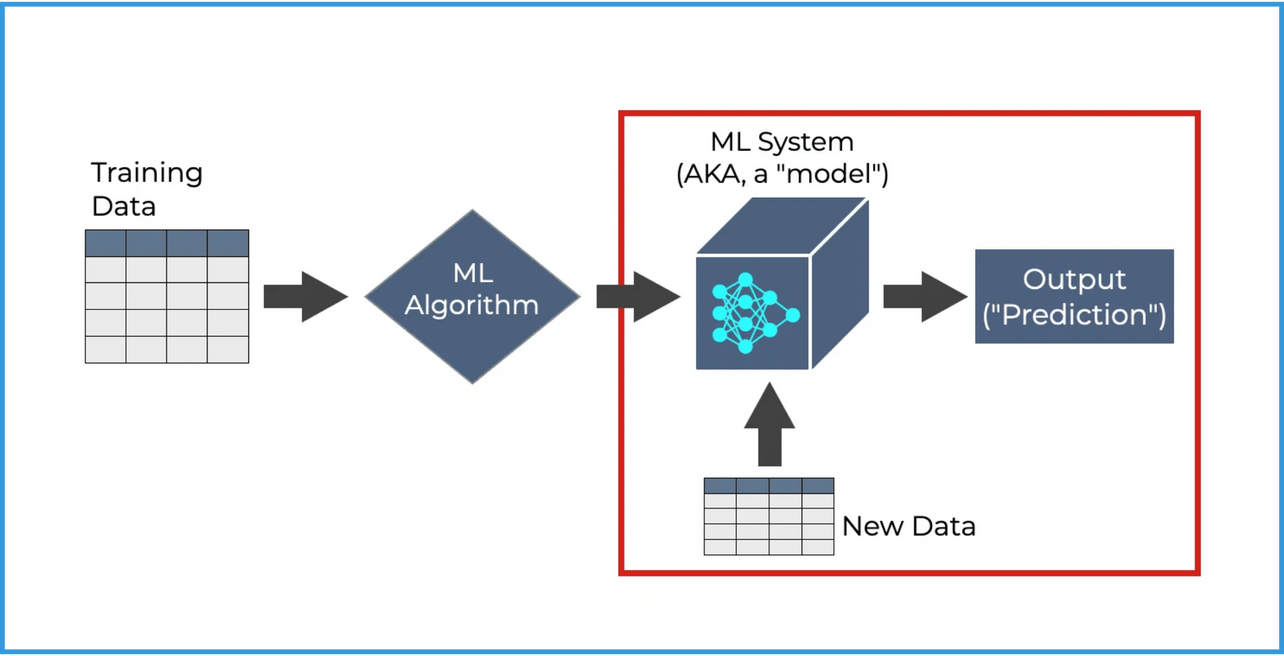 Training
Data
ML
Algorithm
ML System
(AKA, a "model")
Output
("Prediction")
New Data